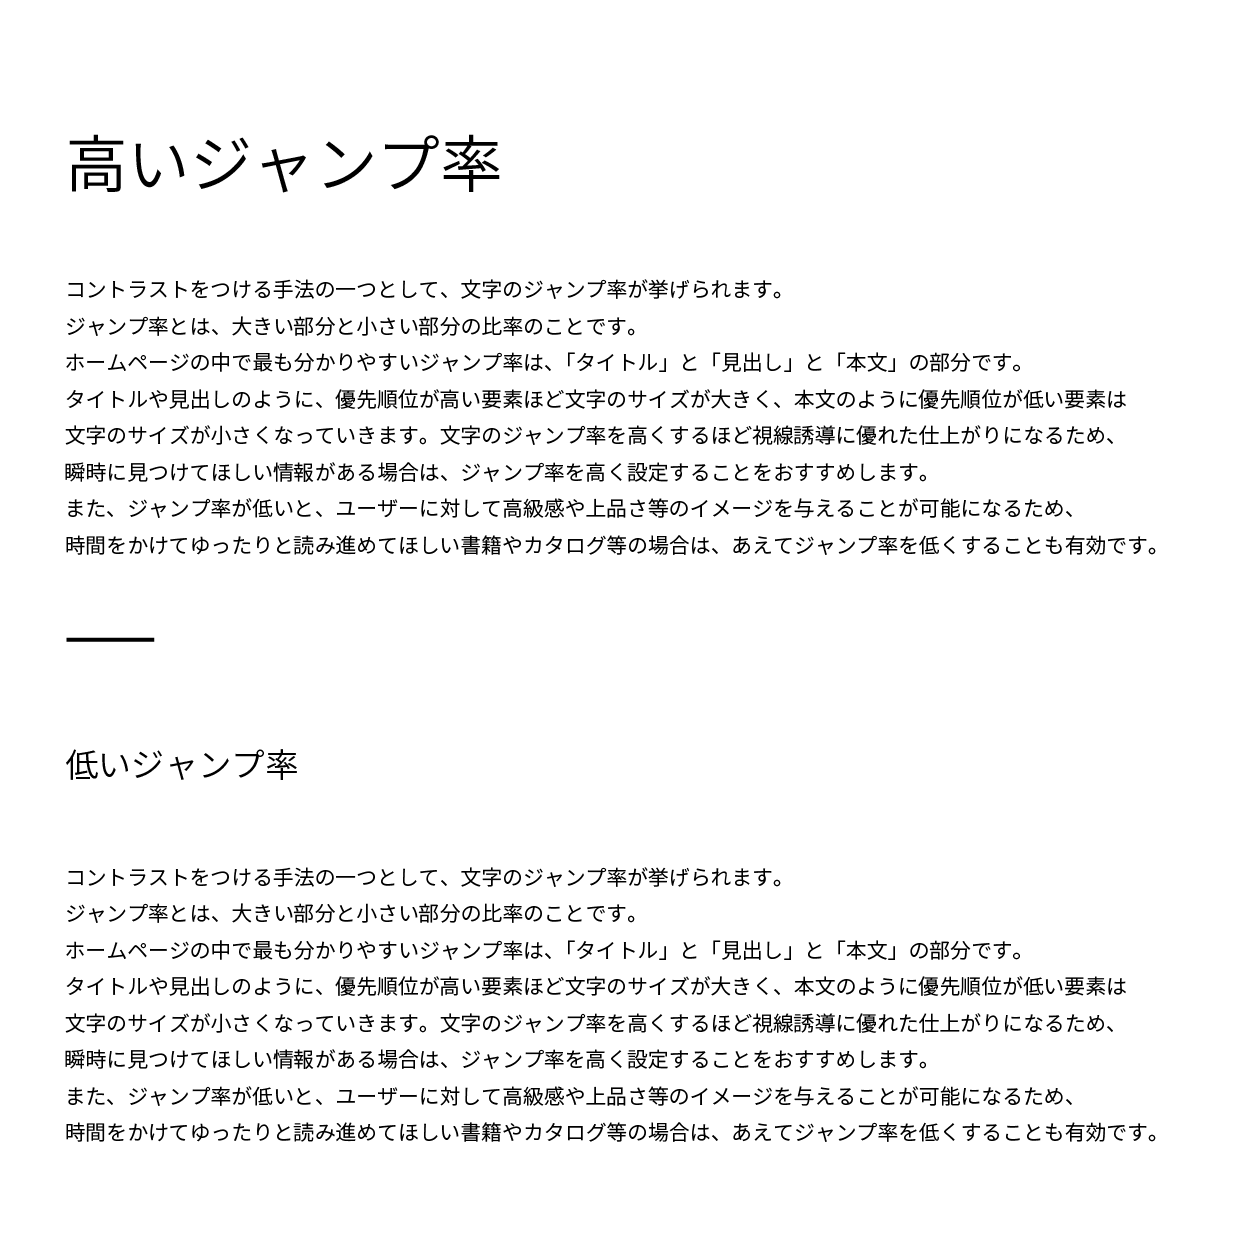 高いジャンプ率
コントラストをつける手法の一つとして、文字のジャンプ率が挙げられます。
ジャンプ率とは、大きい部分と小さい部分の比率のことです。
ホームページの中で最も分かりやすいジャンプ率は、「タイトル」と「見出し」と「本文」の部分です。
タイトルや見出しのように、優先順位が高い要素ほど文字のサイズが大きく、本文のように優先順位が低い要素は
文字のサイズが小さくなっていきます。文字のジャンプ率を高くするほど視線誘導に優れた仕上がりになるため、
瞬時に見つけてほしい情報がある場合は、ジャンプ率を高く設定することをおすすめします。
また、ジャンプ率が低いと、ユーザーに対して高級感や上品さ等のイメージを与えることが可能になるため、
時間をかけてゆったりと読み進めてほしい書籍やカタログ等の場合は、あえてジャンプ率を低くすることも有効です。
低いジャンプ率
コントラストをつける手法の一つとして、文字のジャンプ率が挙げられます。
ジャンプ率とは、大きい部分と小さい部分の比率のことです。
ホームページの中で最も分かりやすいジャンプ率は、「タイトル」と「見出し」と「本文」の部分です。
タイトルや見出しのように、優先順位が高い要素ほど文字のサイズが大きく、本文のように優先順位が低い要素は
文字のサイズが小さくなっていきます。文字のジャンプ率を高くするほど視線誘導に優れた仕上がりになるため、
瞬時に見つけてほしい情報がある場合は、ジャンプ率を高く設定することをおすすめします。
また、ジャンプ率が低いと、ユーザーに対して高級感や上品さ等のイメージを与えることが可能になるため、
時間をかけてゆったりと読み進めてほしい書籍やカタログ等の場合は、あえてジャンプ率を低くすることも有効です。